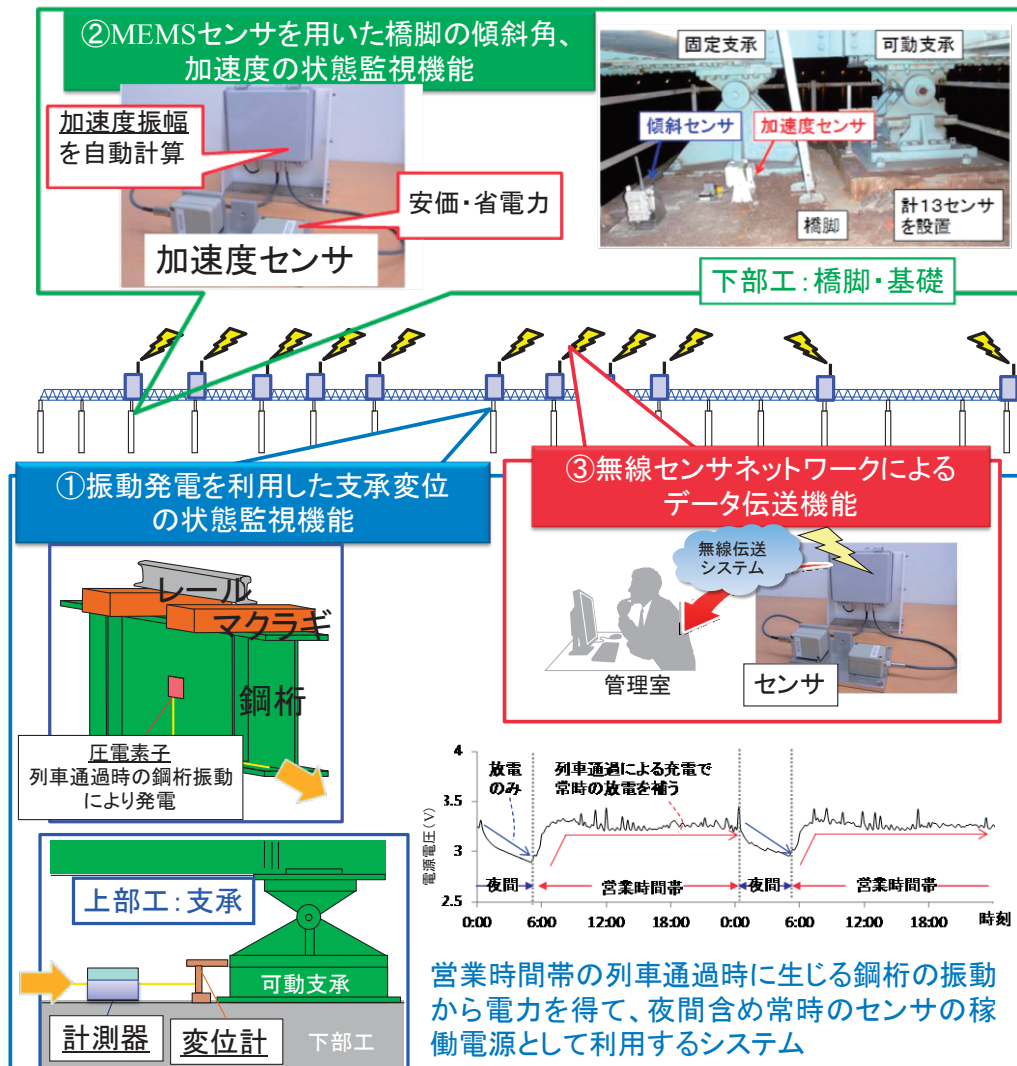 ②MEMSセンサを用いた橋脚の傾斜角、
加速度の状態監視機能
加速度振幅
を自動計算
安価・省電力
加速度センサ
固定支承
可動支承
傾斜センサ
加速度センサ
橋脚
計13センサ
を設置
下部工:橋脚・基礎
①振動発電を利用した支承変位
の状態監視機能
レール
マクラギ
鋼桁
圧電素子
列車通過時の鋼桁振動
により発電
上部工:支承
可動支承
計測器
変位計
下部工
③無線センサネットワークによる
データ伝送機能
無線伝送
システム
管理室
センサ
4
3.5
3
2.5
電源電圧(V)
放電
のみ
列車通過による充電で
常時の放電を補う
夜間
営業時間帯
夜間
営業時間帯
0:00 6:00 12:00 18:00 0:00 6:00 12:00 18:00 時刻
営業時間帯の列車通過時に生じる鋼桁の振動
から電力を得て、夜間含め常時のセンサの稼
働電源として利用するシステム